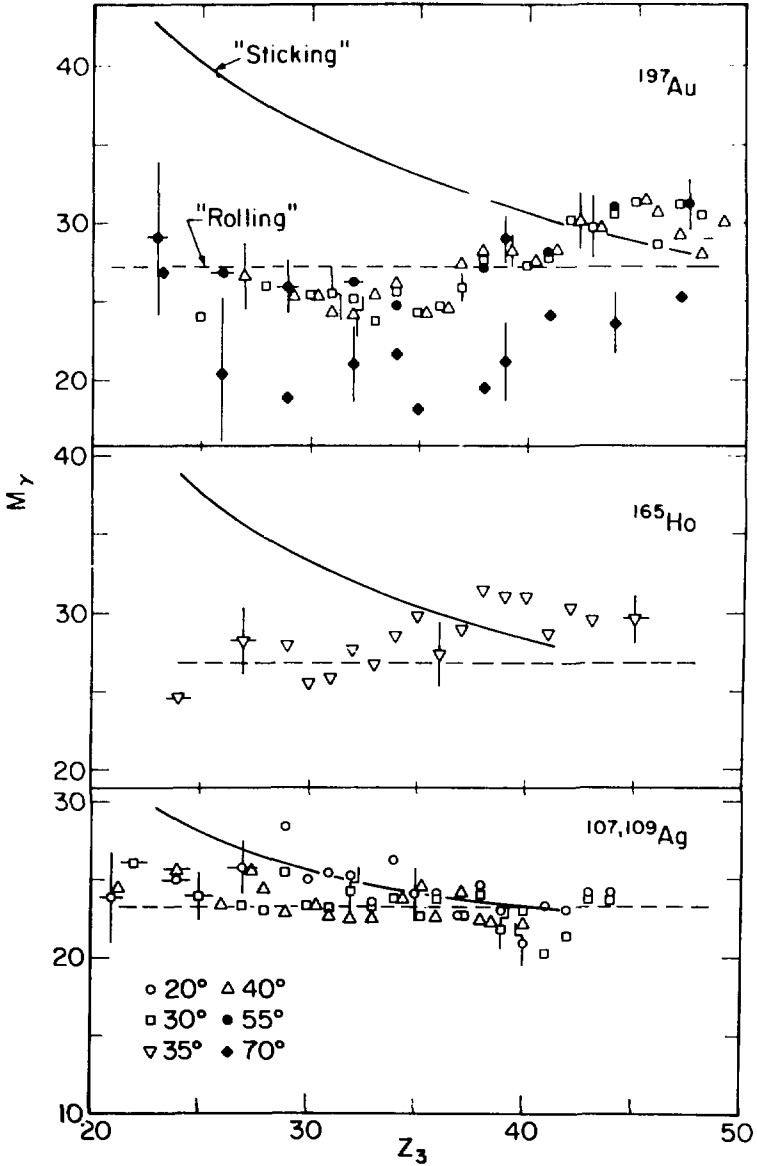 40
"Sticking"
197Au
30
"Rolling"
20
40
Mγ
165Ho
30
20
30
107,109Ag
20
○ 20° △ 40°
□ 30° ● 55°
▽ 35° ◆ 70°
10
20 30 40 50
Z3